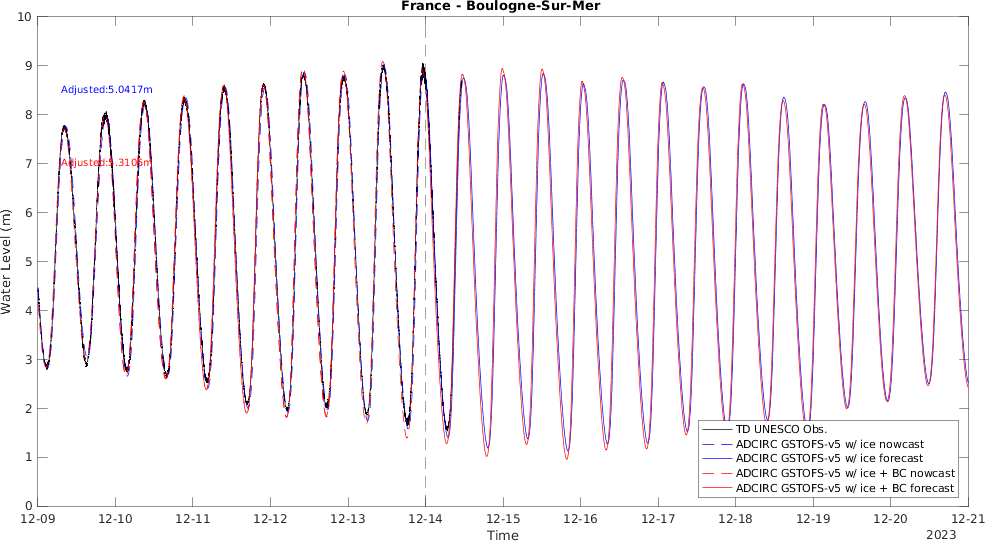 France - Boulogne-Sur-Mer
10
9
8
7
6
5
4
3
2
1
0
Water Level (m)
Adjusted:5.0417m
Adjusted:5.3106m
TD UNESCO Obs.
ADCIRC GSTOFS-v5 w/ ice nowcast
ADCIRC GSTOFS-v5 w/ ice forecast
ADCIRC GSTOFS-v5 w/ ice + BC nowcast
ADCIRC GSTOFS-v5 w/ ice + BC forecast
12-09 12-10 12-11 12-12 12-13 12-14 12-15 12-16 12-17 12-18 12-19 12-20 12-21
Time
2023